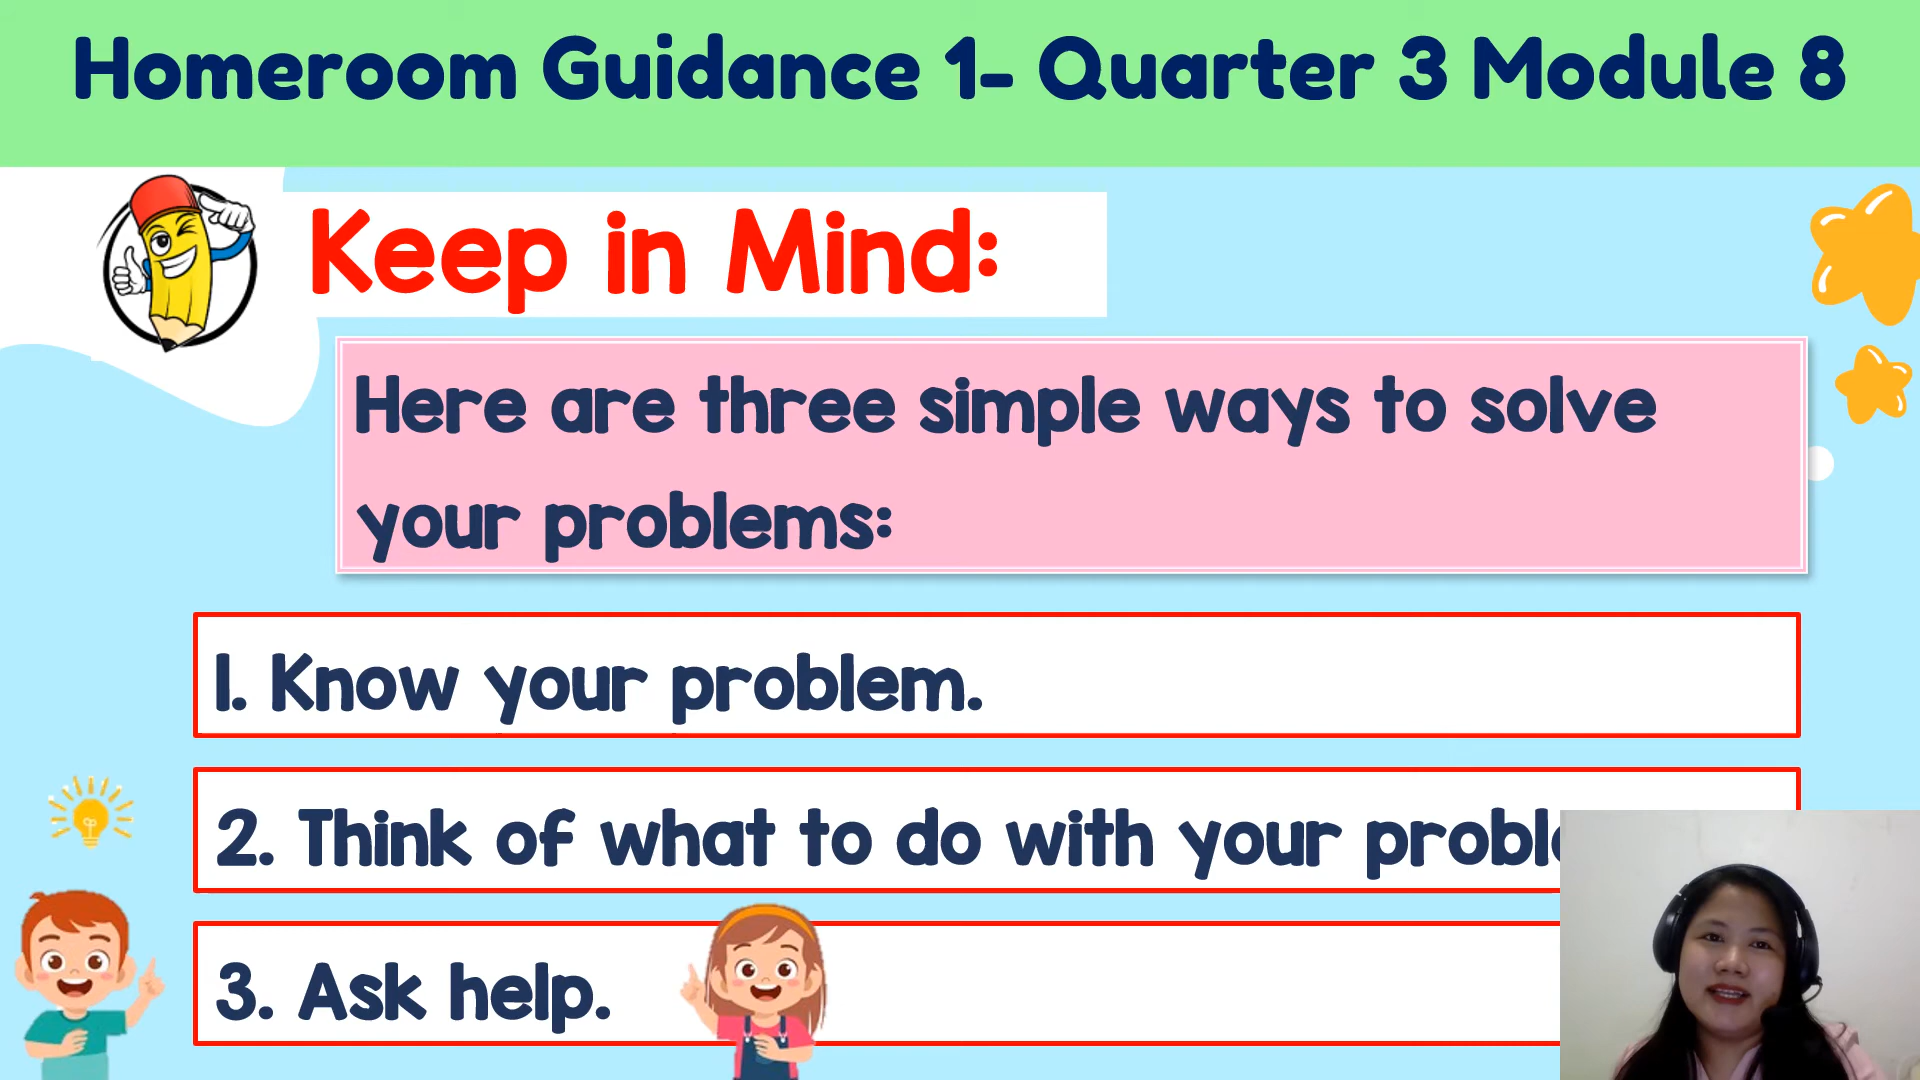 Homeroom Guidance 1- Quarter 3 Module 8
Keep in Mind:
Here are three simple ways to solve
your problems:
1. Know your problem.
2. Think of what to do with your
3. Ask help.